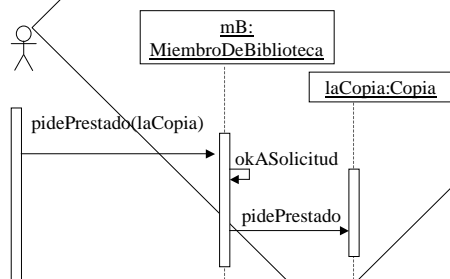 mB:
MiembroDeBiblioteca
laCopia:Copia
pidePrestado(laCopia)
okASolicitud
pidePrestado